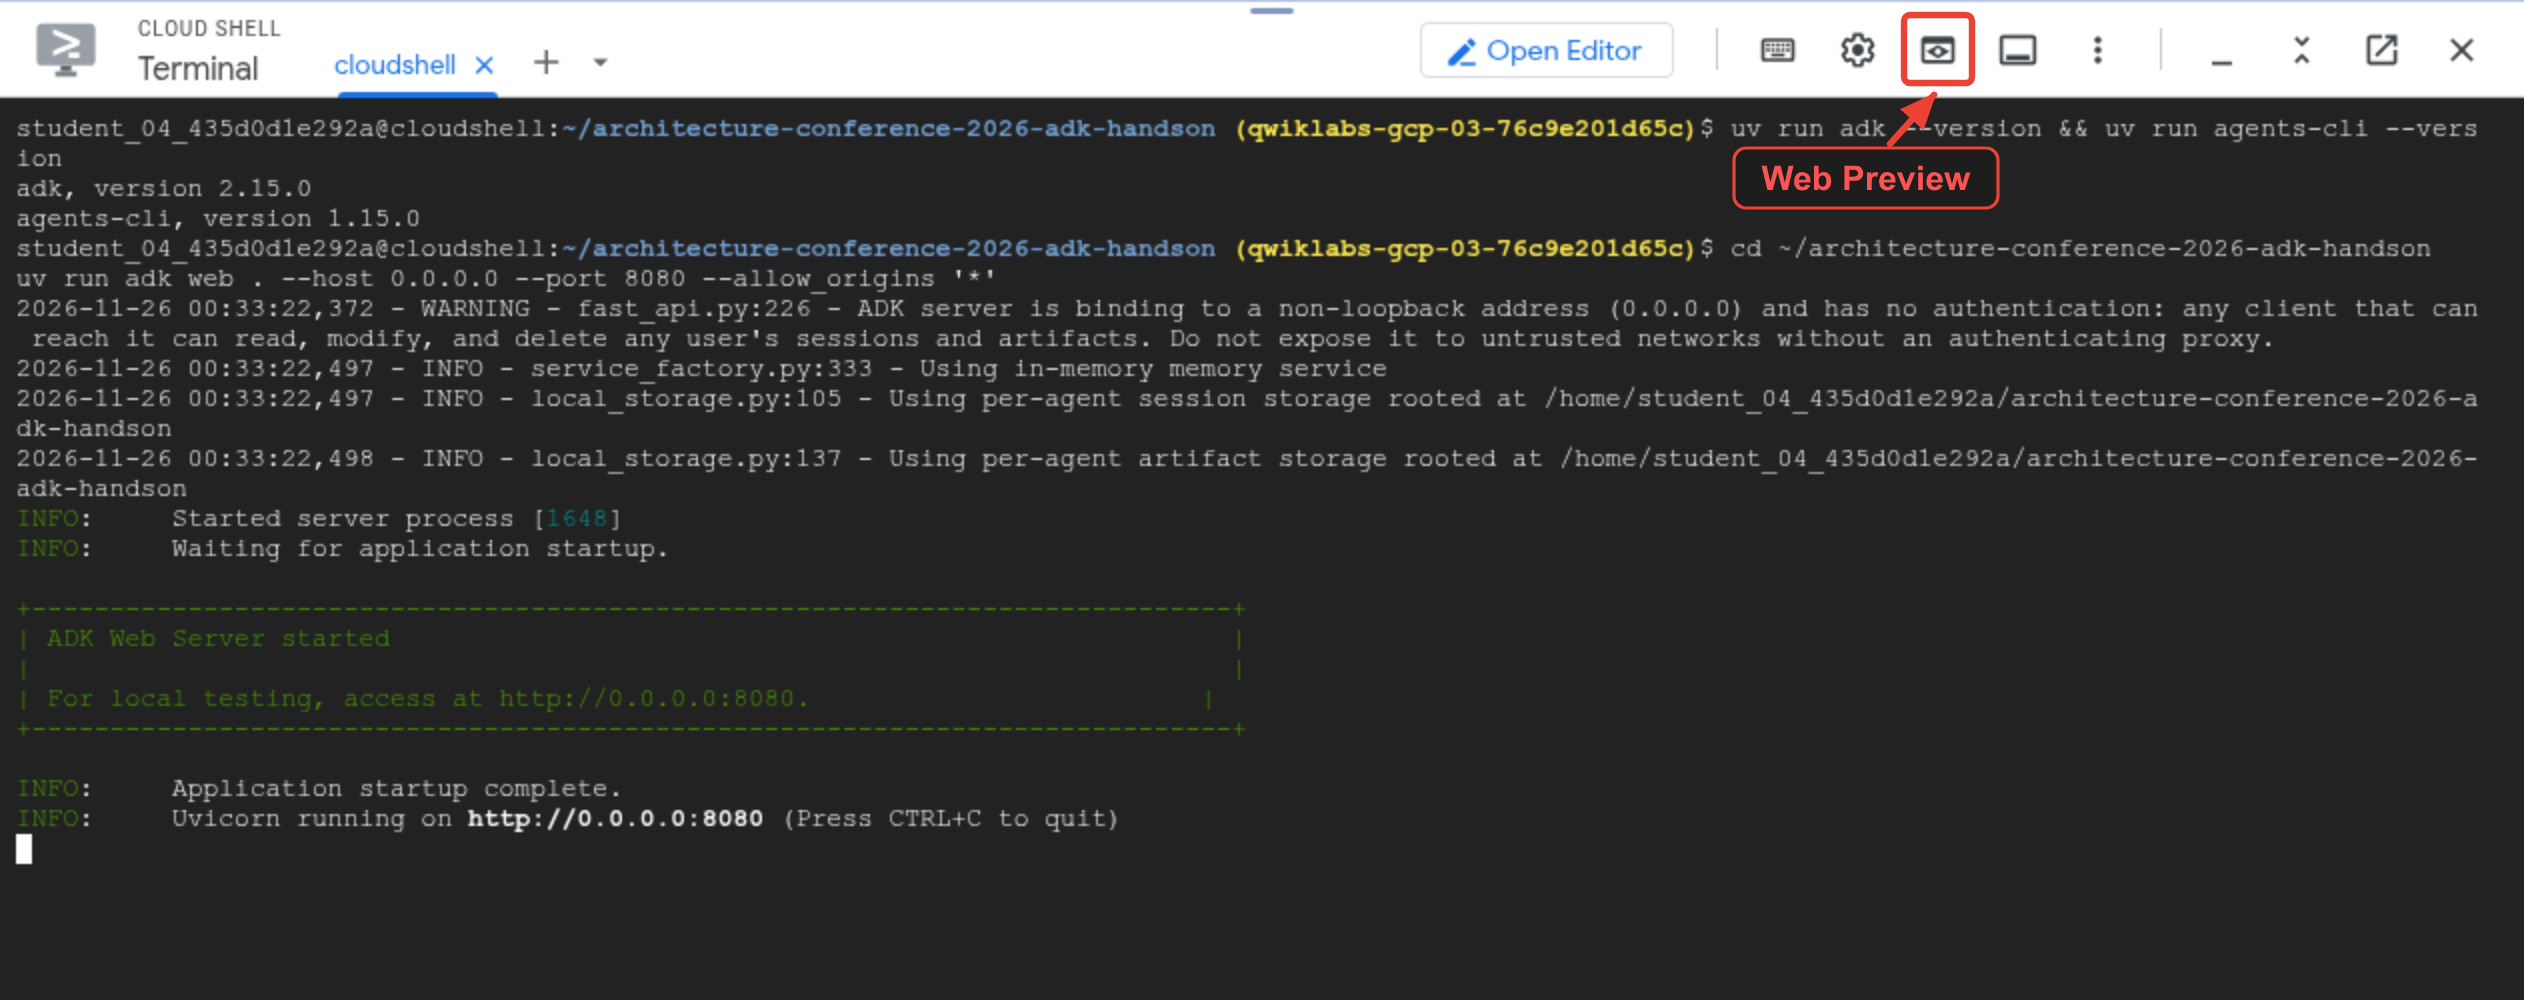 CLOUD SHELL
Terminal
cloudshell
Open Editor
student_04_435d0d1e292a@cloudshell:~/architecture-conference-2026-adk-handson (qwiklabs-gcp-03-76c9e201d65c)$ uv run adk --version && uv run agents-cli --vers
ion
Web Preview
adk, version 2.15.0
agents-cli, version 1.15.0
student_04_435d0d1e292a@cloudshell:~/architecture-conference-2026-adk-handson (qwiklabs-gcp-03-76c9e201d65c)$ cd ~/architecture-conference-2026-adk-handson
uv run adk web . --host 0.0.0.0 --port 8080 --allow_origins '*'
2026-11-26 00:33:22,372 - WARNING - fast_api.py:226 - ADK server is binding to a non-loopback address (0.0.0.0) and has no authentication: any client that can
 reach it can read, modify, and delete any user's sessions and artifacts. Do not expose it to untrusted networks without an authenticating proxy.
2026-11-26 00:33:22,497 - INFO - service_factory.py:333 - Using in-memory memory service
2026-11-26 00:33:22,497 - INFO - local_storage.py:105 - Using per-agent session storage rooted at /home/student_04_435d0d1e292a/architecture-conference-2026-a
dk-handson
2026-11-26 00:33:22,498 - INFO - local_storage.py:137 - Using per-agent artifact storage rooted at /home/student_04_435d0d1e292a/architecture-conference-2026-
adk-handson
INFO:     Started server process [1648]
INFO:     Waiting for application startup.
+-----------------------------------------------------------------------------+
| ADK Web Server started                                                      |
|                                                                             |
| For local testing, access at http://0.0.0.0:8080.                         |
+-----------------------------------------------------------------------------+
INFO:     Application startup complete.
INFO:     Uvicorn running on http://0.0.0.0:8080 (Press CTRL+C to quit)